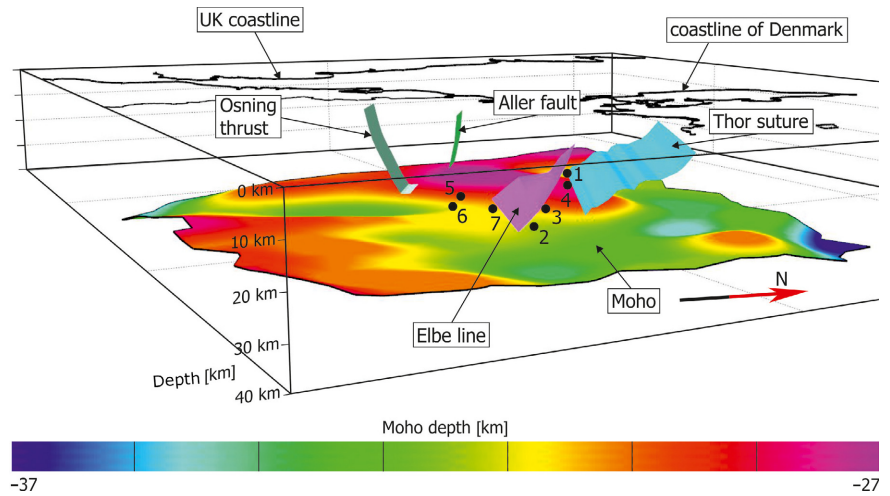 UK coastline
coastline of Denmark
Osning
thrust
Aller fault
Thor suture
0 km
10 km
20 km
30 km
40 km
Depth [km]
1
4
5
6
7
3
2
N
Moho
Elbe line
Moho depth [km]
–37
–27